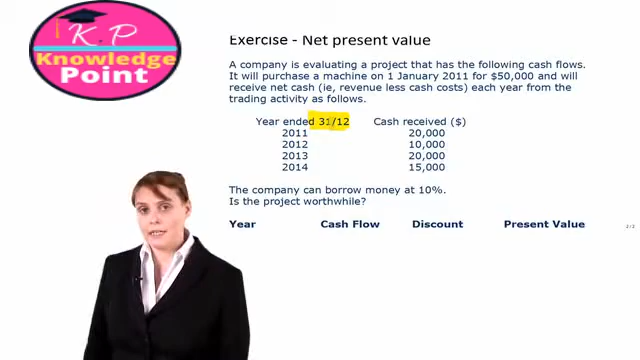 K.P
Knowledge
Point
Exercise - Net present value
A company is evaluating a project that has the following cash flows.
It will purchase a machine on 1 January 2011 for $50,000 and will
receive net cash (ie, revenue less cash costs) each year from the
trading activity as follows.
Year ended 31/12 Cash received ($)
2011 20,000
2012 10,000
2013 20,000
2014 15,000
The company can borrow money at 10%.
Is the project worthwhile?
Year Cash Flow Discount Present Value